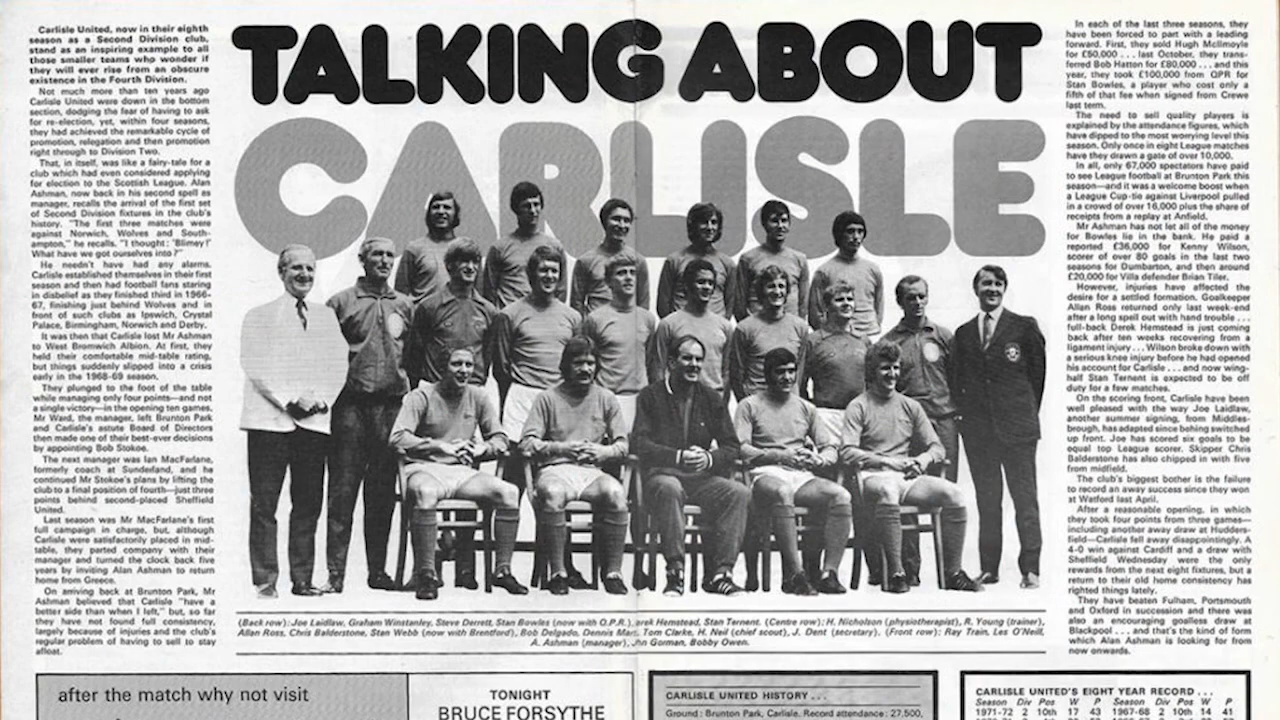 Carlisle United, now in their eighth
season as a Second Division club,
stand as an inspiring example to all
those smaller teams who wonder if
they will ever rise from an obscure
existence in the Fourth Division.
Not much more than ten years ago
Carlisle United were down in the bottom
section, dodging the fear of having to ask
for re-election, yet, within four seasons,
they had achieved the remarkable cycle of
promotion, relegation and then promotion
right through to Division Two.
That, in itself, was like a fairy-tale for a
club which had even considered applying
for election to the Scottish League. Alan
Ashman, now back in his second spell as
manager, recalls the arrival of the first set
of Second Division fixtures in the club's
history. "The first three matches were
against Norwich, Wolves and South-
ampton," he recalls. "I thought: 'Blimey!'
What have we got ourselves into?"
He needn't have had any alarms.
Carlisle established themselves in their first
season and then had football fans staring
in disbelief as they finished third in 1966-
67, finishing just behind Wolves and in
front of such clubs as Ipswich, Crystal
Palace, Birmingham, Norwich and Derby.
It was then that Carlisle lost Mr Ashman
to West Bromwich Albion. At first, they
held their comfortable mid-table rating,
but things suddenly slipped into a crisis
early in the 1968-69 season.
They plunged to the foot of the table
while managing only four points—and not
a single victory—in the opening ten games.
Mr Ward, the manager, left Brunton Park
and Carlisle's astute Board of Directors
then made one of their best-ever decisions
by appointing Bob Stokoe.
The next manager was Ian MacFarlane,
formerly coach at Sunderland, and he
continued Mr Stokoe's plans by lifting the
club to a final position of fourth—just three
points behind second-placed Sheffield
United.
Last season was Mr MacFarlane's first
full campaign in charge, but, although
Carlisle were satisfactorily placed in mid-
table, they parted company with their
manager and turned the clock back five
years by inviting Alan Ashman to return
home from Greece.
On arriving back at Brunton Park, Mr
Ashman believed that Carlisle "have a
better side than when I left," but, so far
they have not found full consistency,
largely because of injuries and the club's
regular problem of having to sell to stay
afloat.
TALKING ABOUT
CARLISLE
(Back row): Joe Laidlaw, Graham Winstanley, Steve Derrett, Stan Bowles (now with O.P.R.), erek Hemstead, Stan Ternent. (Centre row): H. Nicholson (physiotherapist), R. Young (trainer),
Allan Ross, Chris Balderstone, Stan Webb (now with Brentford), Bob Delgado, Dennis Mart, Tom Clarke, H. Neil (chief scout), J. Dent (secretary). (Front row): Ray Train, Les O'Neill,
A. Ashman (manager), hn Gorman, Bobby Owen.
In each of the last three seasons, they
have been forced to part with a leading
forward. First, they sold Hugh McIlmoyle
for £50,000 . . . last October, they trans-
ferred Bob Hatton for £80,000 . . . and this
year, they took £100,000 from QPR for
Stan Bowles, a player who cost only a
fifth of that fee when signed from Crewe
last term.
The need to sell quality players is
explained by the attendance figures, which
have dipped to the most worrying level this
season. Only once in eight League matches
have they drawn a gate of over 10,000.
In all, only 67,000 spectators have paid
to see League football at Brunton Park this
season—and it was a welcome boost when
a League Cup-tie against Liverpool pulled
in a crowd of over 16,000 plus the share of
receipts from a replay at Anfield.
Mr Ashman has not let all of the money
for Bowles lie in the bank. He paid a
reported £36,000 for Kenny Wilson,
scorer of over 80 goals in the last two
seasons for Dumbarton, and then around
£20,000 for Villa defender Brian Tiler.
However, injuries have affected the
desire for a settled formation. Goalkeeper
Allan Ross returned only last week-end
after a long spell out with hand trouble . . .
full-back Derek Hemstead is just coming
back after ten weeks recovering from a
ligament injury . . . Wilson broke down with
a serious knee injury before he had opened
his account for Carlisle . . . and now wing-
half Stan Ternent is expected to be off
duty for a few matches.
On the scoring front, Carlisle have been
well pleased with the way Joe Laidlaw,
another summer signing, from Middles-
brough, has adapted since behing switched
up front. Joe has scored six goals to be
equal top League scorer. Skipper Chris
Balderstone has also chipped in with five
from midfield.
The club's biggest bother is the failure
to record an away success since they won
at Watford last April.
After a reasonable opening, in which
they took four points from three games—
including another away draw at Hudders-
field—Carlisle fell away disappointingly. A
4-0 win against Cardiff and a draw with
Sheffield Wednesday were the only
rewards from the next eight fixtures, but a
return to their old home consistency has
righted things lately.
They have beaten Fulham, Portsmouth
and Oxford in succession and there was
also an encouraging goalless draw at
Blackpool . . . and that's the kind of form
which Alan Ashman is looking for from
now onwards.
after the match why not visit
TONIGHT
BRUCE FORSYTHE
CARLISLE UNITED HISTORY . . .
Ground: Brunton Park, Carlisle. Record attendance: 27,500,
CARLISLE UNITED'S EIGHT YEAR RECORD . . .
Season Div Pos W P Season Div Pos W P
1971-72 2 10th 17 43 1967-68 2 10th 14 41